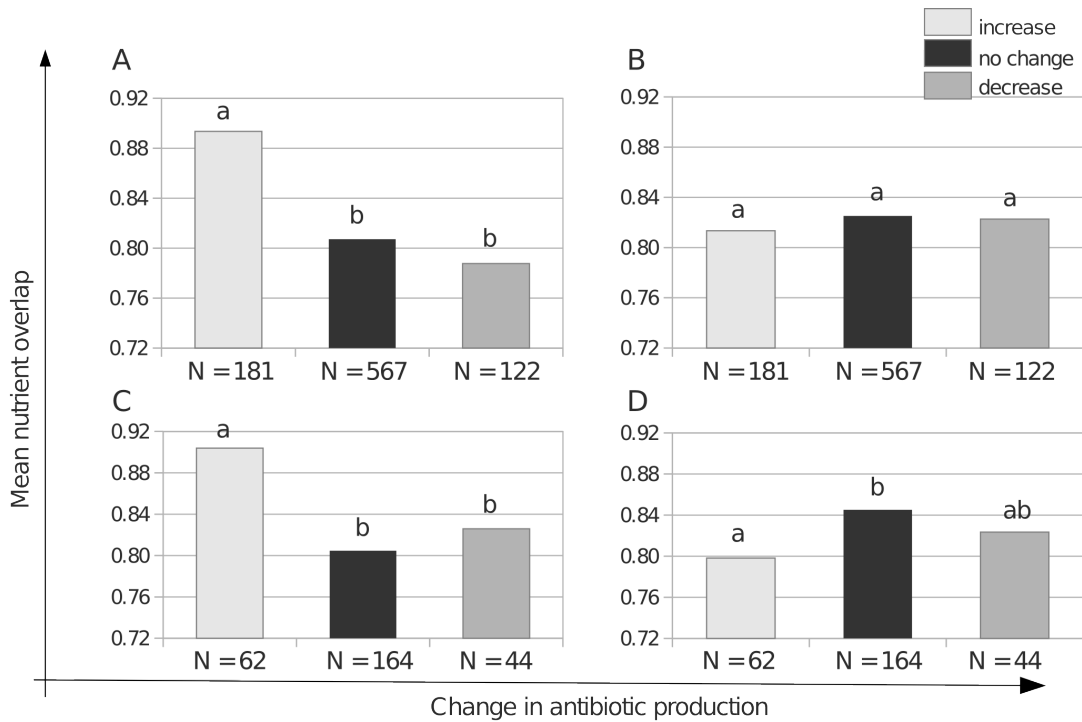 increase
no change
decrease
A
B
0.92
0.88
0.84
0.80
0.76
0.72
a
b
b
N =181
N =567
N =122
0.92
0.88
0.84
0.80
0.76
0.72
a
a
a
N =181
N =567
N =122
C
D
0.92
0.88
0.84
0.80
0.76
0.72
a
b
b
N =62
N =164
N =44
0.92
0.88
0.84
0.80
0.76
0.72
a
b
ab
N =62
N =164
N =44
Mean nutrient overlap
Change in antibiotic production